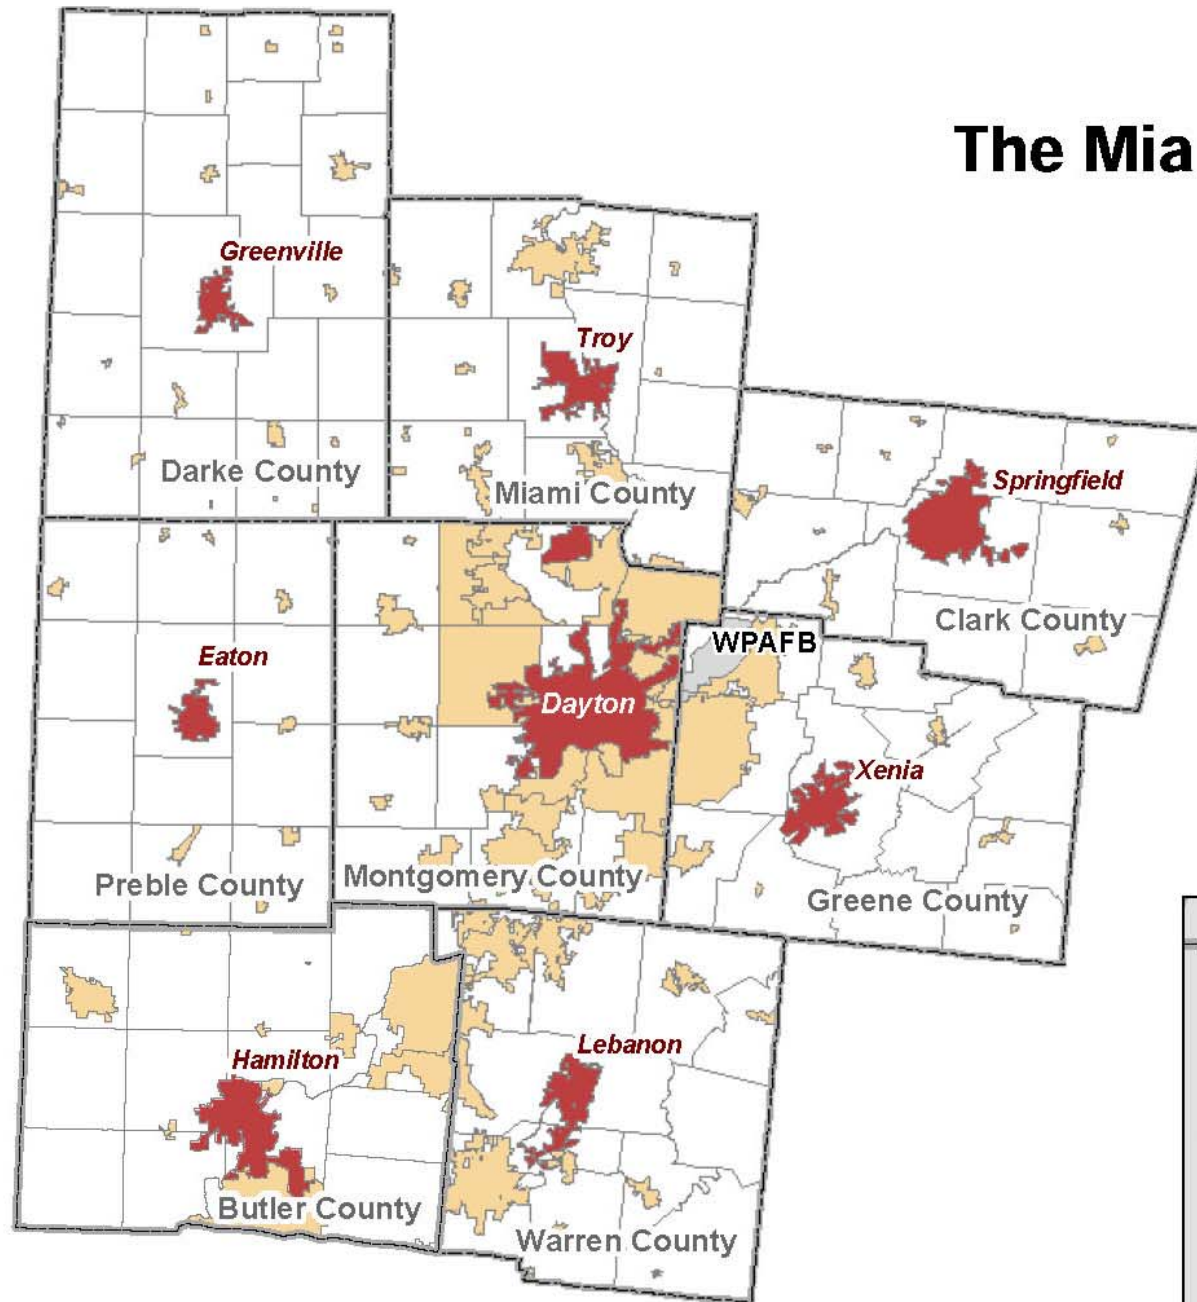 The Mia
Greenville
Troy
Darke County
Miami County
Springfield
Clark County
WPAFB
Eaton
Dayton
Xenia
Preble County
Montgomery County
Greene County
Hamilton
Lebanon
Butler County
Warren County